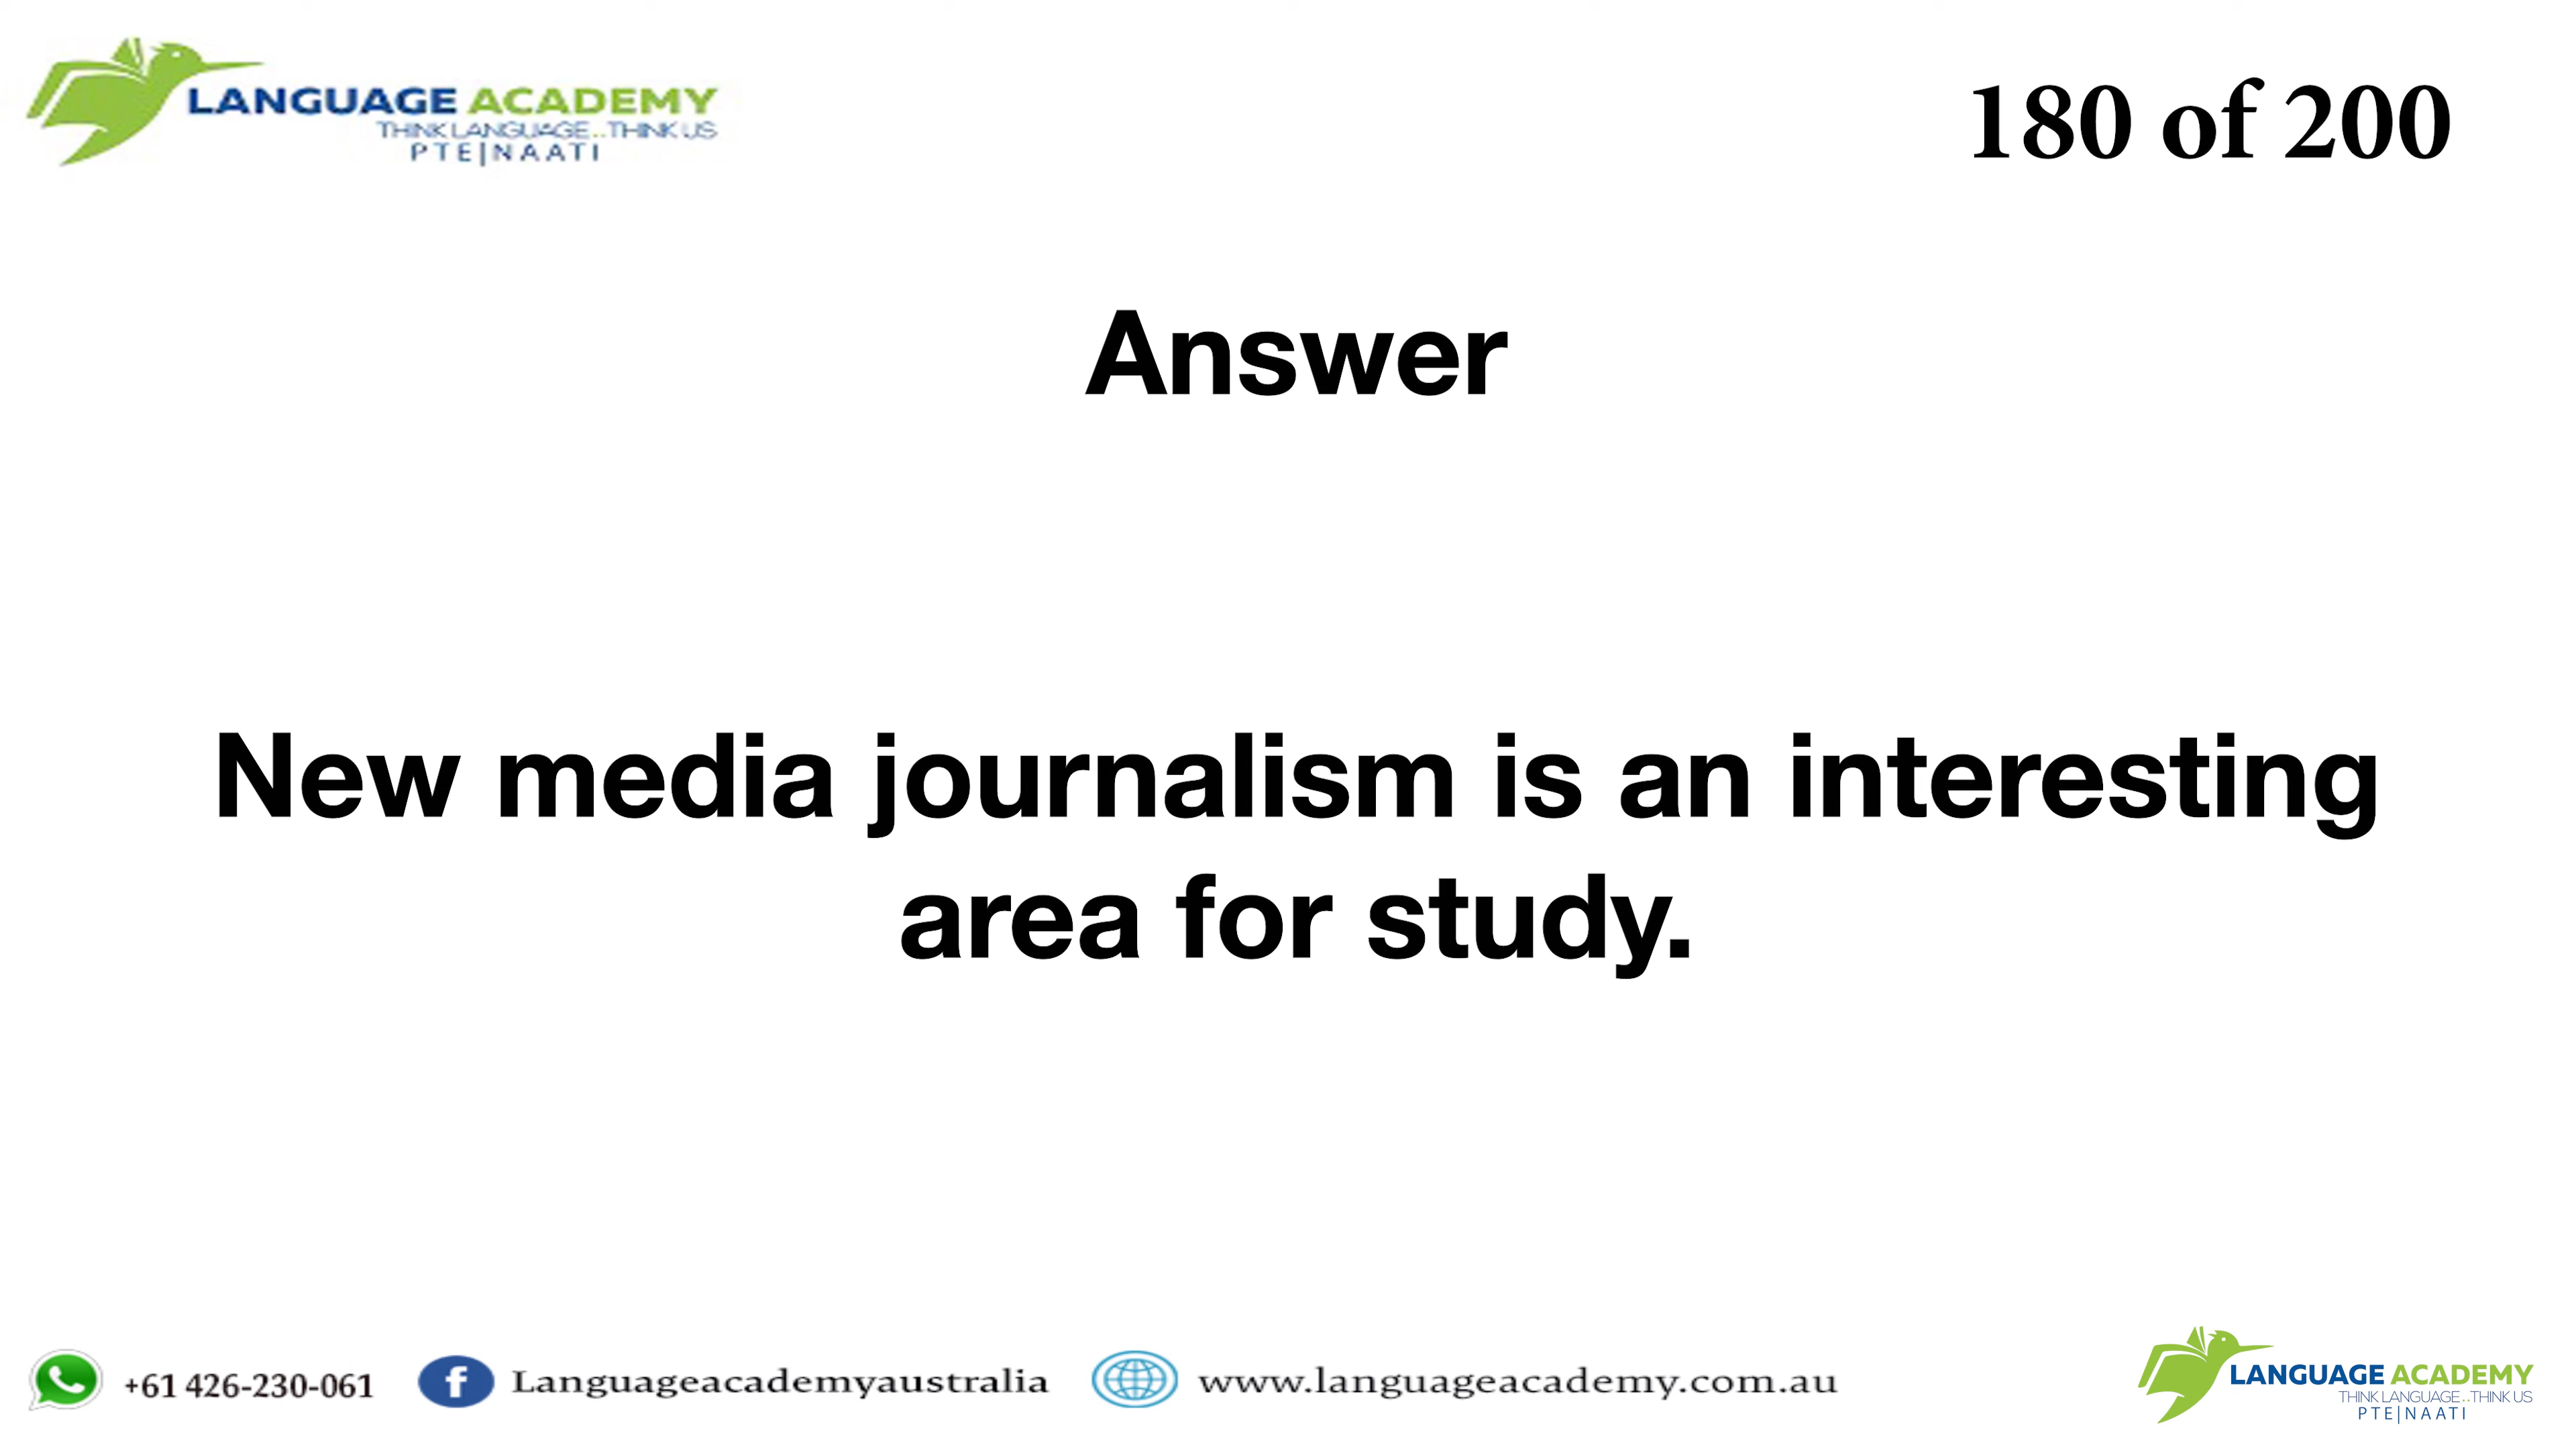 LANGUAGE ACADEMY
THINK LANGUAGE..THINK US
PTE|NAATI
180 of 200
Answer
New media journalism is an interesting
area for study.
+61 426-230-061
Languageacademyaustralia
www.languageacademy.com.au
LANGUAGE ACADEMY
THINK LANGUAGE..THINK US
PTE|NAATI